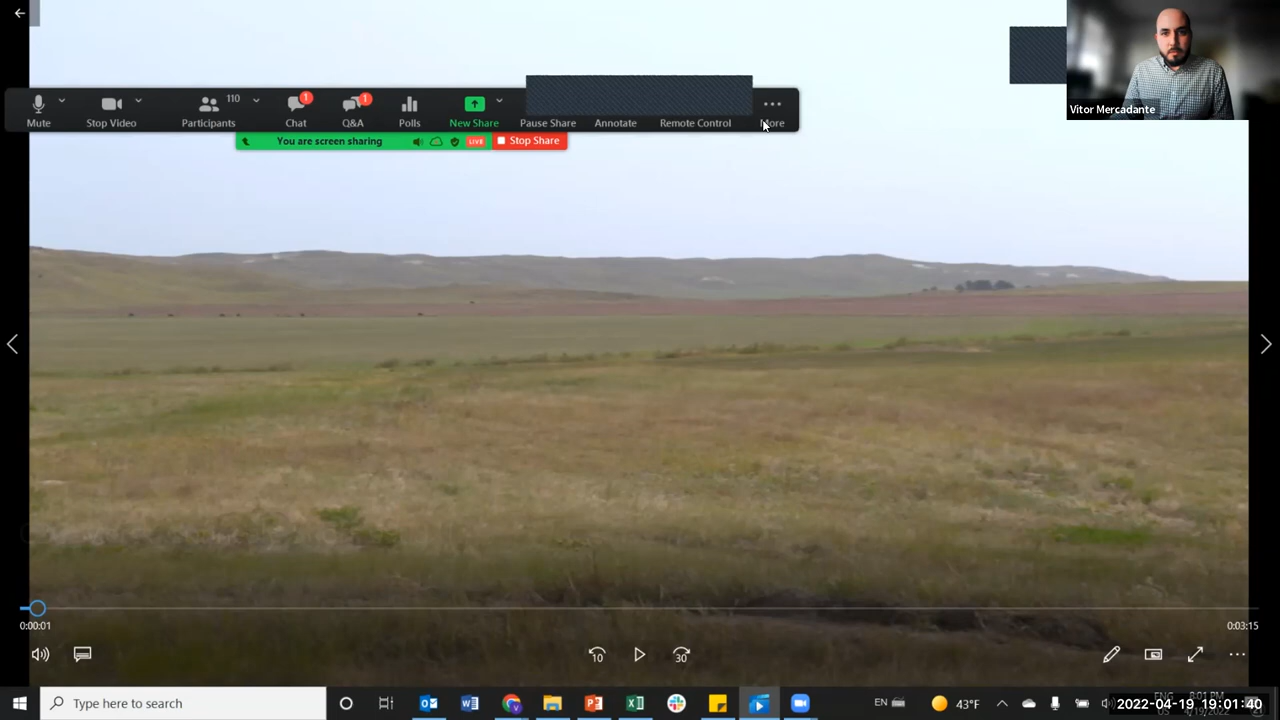 Vitor Mercadante
110
1
1
Mute
Stop Video
Participants
Chat
Q&A
Polls
New Share
Pause Share
Annotate
Remote Control
More
You are screen sharing
LIVE
Stop Share
0:00:01
0:03:15
10
30
Type here to search
EN
43°F
2022-04-19, 19:01:40